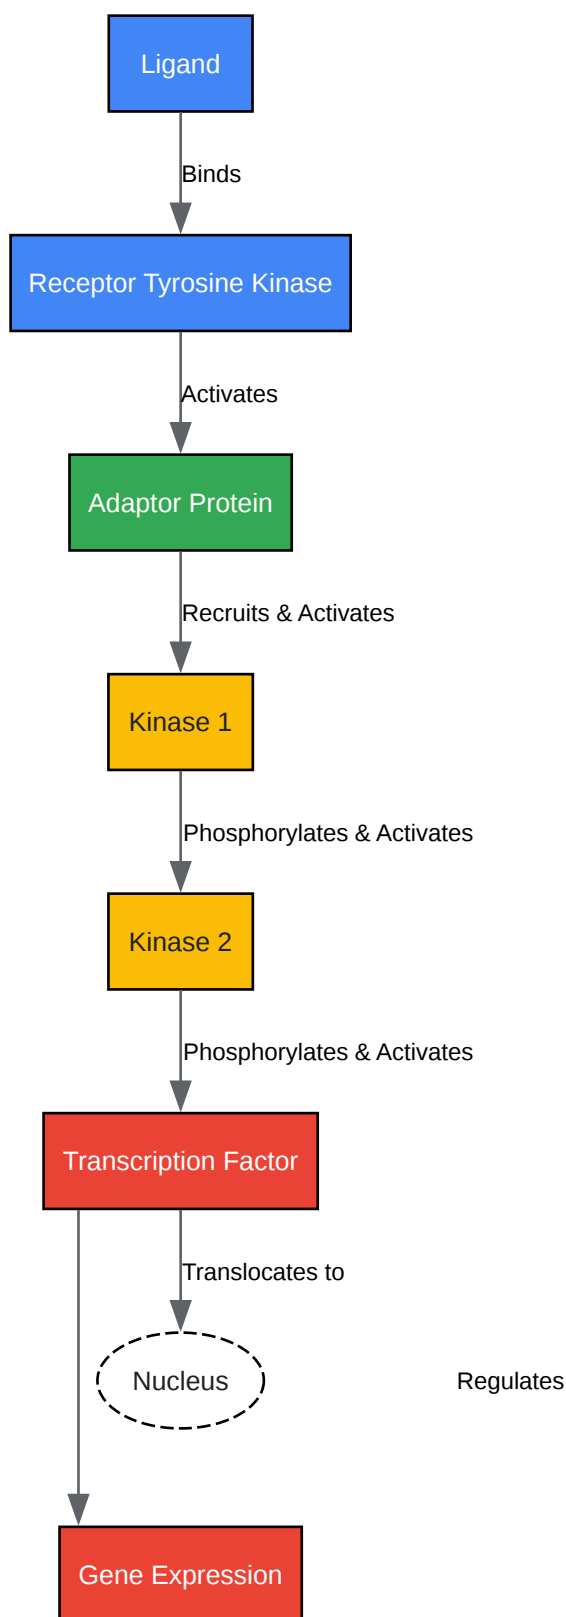 Ligand
Binds
Receptor Tyrosine Kinase
Activates
Adaptor Protein
Recruits & Activates
Kinase 1
Phosphorylates & Activates
Kinase 2
Phosphorylates & Activates
Transcription Factor
Translocates to
Nucleus
Regulates
Gene Expression